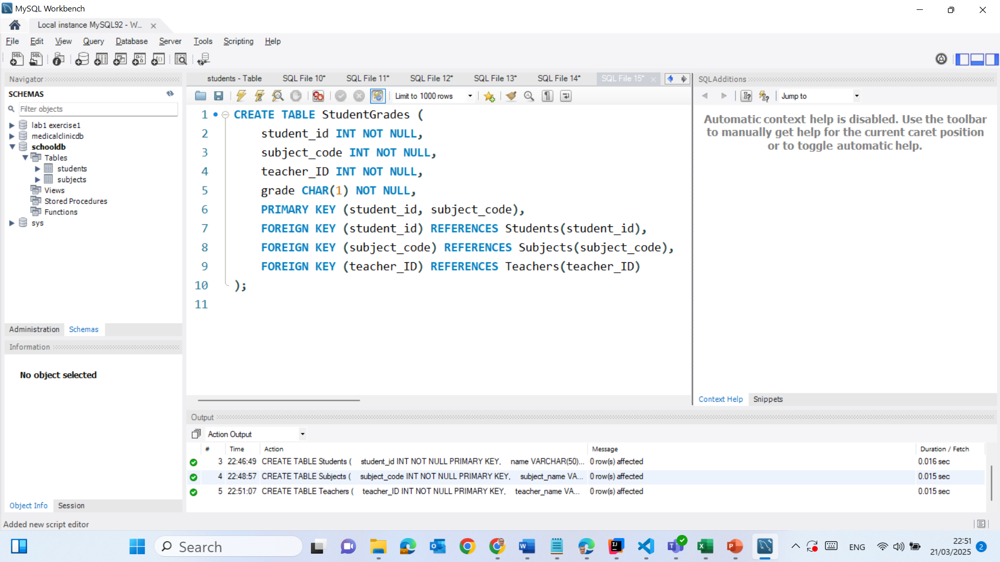 MySQL Workbench
Local instance MySQL92 - W...
File Edit View Query Database Server Tools Scripting Help
Navigator
SCHEMAS
Filter objects
lab1 exercise1
medicalclinicdb
schooldb
Tables
students
subjects
Views
Stored Procedures
Functions
sys
Administration Schemas
Information
No object selected
Object Info Session
students - Table SQL File 10* SQL File 11* SQL File 12* SQL File 13* SQL File 14* SQL File 15*
Limit to 1000 rows
1 CREATE TABLE StudentGrades (
2 student_id INT NOT NULL,
3 subject_code INT NOT NULL,
4 teacher_ID INT NOT NULL,
5 grade CHAR(1) NOT NULL,
6 PRIMARY KEY (student_id, subject_code),
7 FOREIGN KEY (student_id) REFERENCES Students(student_id),
8 FOREIGN KEY (subject_code) REFERENCES Subjects(subject_code),
9 FOREIGN KEY (teacher_ID) REFERENCES Teachers(teacher_ID)
10 );
11
SQLAdditions
Jump to
Automatic context help is disabled. Use the toolbar
to manually get help for the current caret position
or to toggle automatic help.
Context Help Snippets
Output
Action Output
# Time Action Message Duration / Fetch
3 22:46:49 CREATE TABLE Students ( student_id INT NOT NULL PRIMARY KEY, name VARCHAR(50)... 0 row(s) affected 0.016 sec
4 22:48:57 CREATE TABLE Subjects ( subject_code INT NOT NULL PRIMARY KEY, subject_name VA... 0 row(s) affected 0.015 sec
5 22:51:07 CREATE TABLE Teachers ( teacher_ID INT NOT NULL PRIMARY KEY, teacher_name VA... 0 row(s) affected 0.015 sec
Added new script editor
Search
ENG
22:51
21/03/2025
2